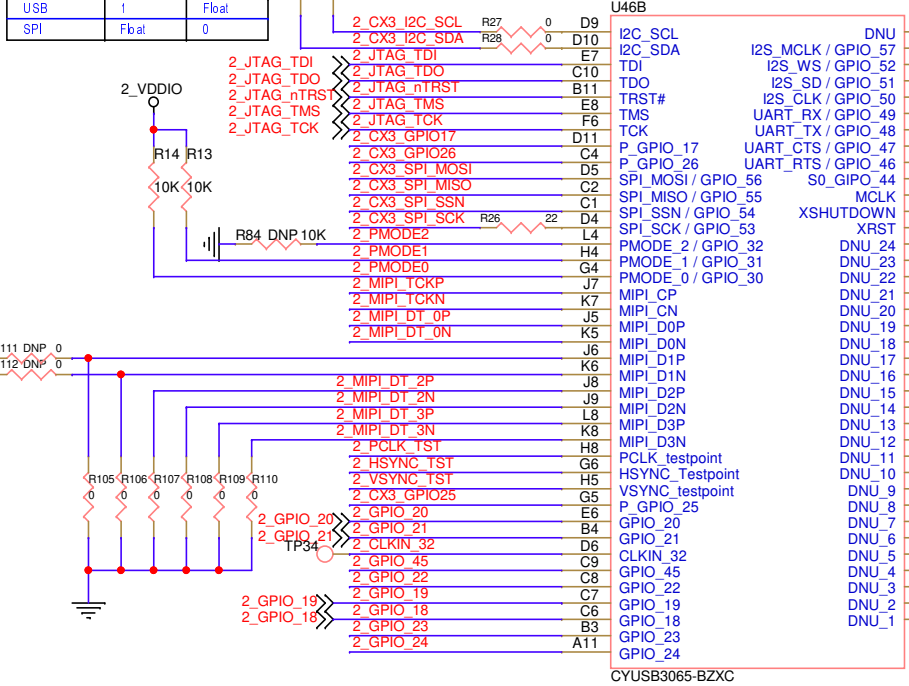 USB 1 Float
SPI Float 0
2_VDDIO
R14 R13
10K 10K
R84 DNP 10K
2_JTAG_TDI
2_JTAG_TDO
2_JTAG_nTRST
2_JTAG_TMS
2_JTAG_TCK
111 DNP 0
112 DNP 0
R105 R106 R107 R108 R109 R110
0 0 0 0 0 0
2_GPIO_20
2_GPIO_21
TP34
2_GPIO_19
2_GPIO_18
U46B
2_CX3_I2C_SCL R27 0 D9
2_CX3_I2C_SDA R28 0 D10
2_JTAG_TDI E7
2_JTAG_TDO C10
2_JTAG_nTRST B11
2_JTAG_TMS E8
2_JTAG_TCK F6
2_CX3_GPIO17 D11
2_CX3_GPIO26 C4
2_CX3_SPI_MOSI D5
2_CX3_SPI_MISO C2
2_CX3_SPI_SSN C1
2_CX3_SPI_SCK R26 22 D4
2_PMODE2 L4
2_PMODE1 H4
2_PMODE0 G4
2_MIPI_TCKP J7
2_MIPI_TCKN K7
2_MIPI_DT_0P J5
2_MIPI_DT_0N K5
J6
K6
2_MIPI_DT_2P J8
2_MIPI_DT_2N J9
2_MIPI_DT_3P L8
2_MIPI_DT_3N K8
2_PCLK_TST H8
2_HSYNC_TST G6
2_VSYNC_TST H5
2_CX3_GPIO25 G5
2_GPIO_20 E6
2_GPIO_21 B4
2_CLKIN_32 D6
2_GPIO_45 C9
2_GPIO_22 C8
2_GPIO_19 C7
2_GPIO_18 C6
2_GPIO_23 B3
2_GPIO_24 A11
I2C_SCL DNU
I2C_SDA I2S_MCLK / GPIO_57
TDI I2S_WS / GPIO_52
TDO I2S_SD / GPIO_51
TRST# I2S_CLK / GPIO_50
TMS UART_RX / GPIO_49
TCK UART_TX / GPIO_48
P_GPIO_17 UART_CTS / GPIO_47
P_GPIO_26 UART_RTS / GPIO_46
SPI_MOSI / GPIO_56 S0_GIPO_44
SPI_MISO / GPIO_55 MCLK
SPI_SSN / GPIO_54 XSHUTDOWN
SPI_SCK / GPIO_53 XRST
PMODE_2 / GPIO_32 DNU_24
PMODE_1 / GPIO_31 DNU_23
PMODE_0 / GPIO_30 DNU_22
MIPI_CP DNU_21
MIPI_CN DNU_20
MIPI_D0P DNU_19
MIPI_D0N DNU_18
MIPI_D1P DNU_17
MIPI_D1N DNU_16
MIPI_D2P DNU_15
MIPI_D2N DNU_14
MIPI_D3P DNU_13
MIPI_D3N DNU_12
PCLK_testpoint DNU_11
HSYNC_Testpoint DNU_10
VSYNC_testpoint DNU_9
P_GPIO_25 DNU_8
GPIO_20 DNU_7
GPIO_21 DNU_6
CLKIN_32 DNU_5
GPIO_45 DNU_4
GPIO_22 DNU_3
GPIO_19 DNU_2
GPIO_18 DNU_1
GPIO_23
GPIO_24
CYUSB3065-BZXC